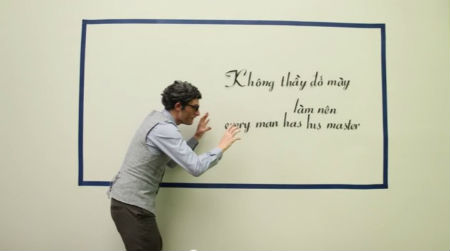 Không thầy đố mày
làm nên
every man has his master